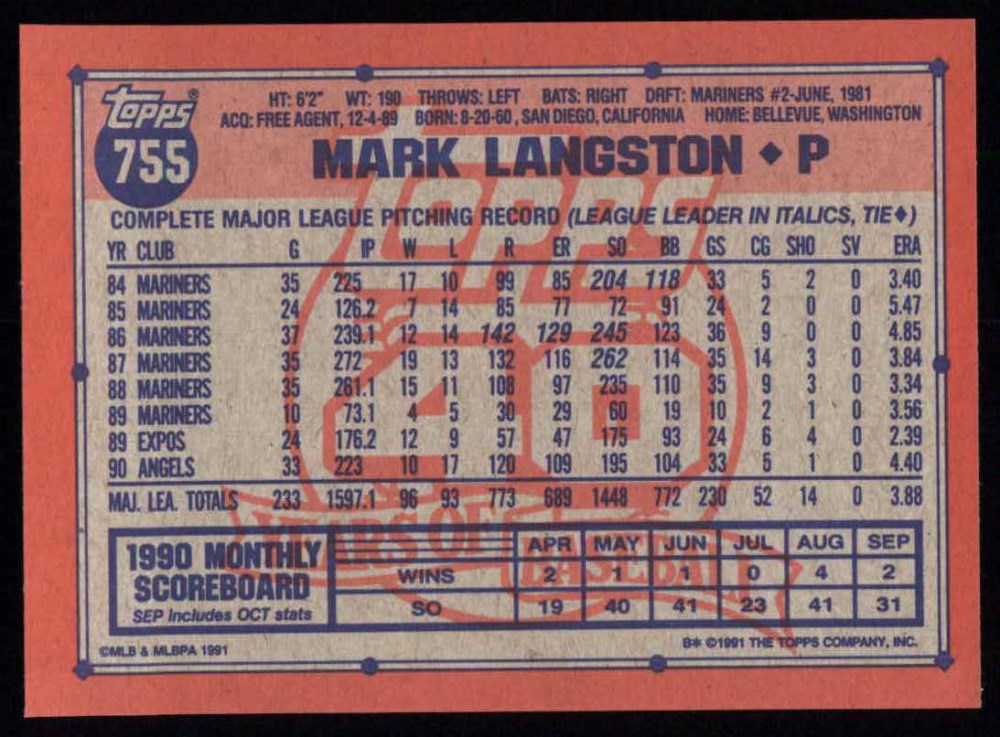 TOPPS®
755
HT: 6'2" WT: 190 THROWS: LEFT BATS: RIGHT DRFT: MARINERS #2-JUNE, 1981
ACQ: FREE AGENT, 12-4-89 BORN: 8-20-60, SAN DIEGO, CALIFORNIA HOME: BELLEVUE, WASHINGTON
MARK LANGSTON ◆ P
COMPLETE MAJOR LEAGUE PITCHING RECORD (LEAGUE LEADER IN ITALICS, TIE◆)
YR CLUB G IP W L R ER SO BB GS CG SHO SV ERA
84 MARINERS 35 225 17 10 99 85 204 118 33 5 2 0 3.40
85 MARINERS 24 126.2 7 14 85 77 72 91 24 2 0 0 5.47
86 MARINERS 37 239.1 12 14 142 129 245 123 36 9 0 0 4.85
87 MARINERS 35 272 19 13 132 116 262 114 35 14 3 0 3.84
88 MARINERS 35 261.1 15 11 108 97 235 110 35 9 3 0 3.34
89 MARINERS 10 73.1 4 5 30 29 60 19 10 2 1 0 3.56
89 EXPOS 24 176.2 12 9 57 47 175 93 24 6 4 0 2.39
90 ANGELS 33 223 10 17 120 109 195 104 33 5 1 0 4.40
MAJ. LEA. TOTALS 233 1597.1 96 93 773 689 1448 772 230 52 14 0 3.88
TOPPS
40
YEARS OF
BASEBALL
1990 MONTHLY
SCOREBOARD
SEP Includes OCT stats
APR MAY JUN JUL AUG SEP
WINS 2 1 1 0 4 2
SO 19 40 41 23 41 31
©MLB & MLBPA 1991
B* ©1991 THE TOPPS COMPANY, INC.